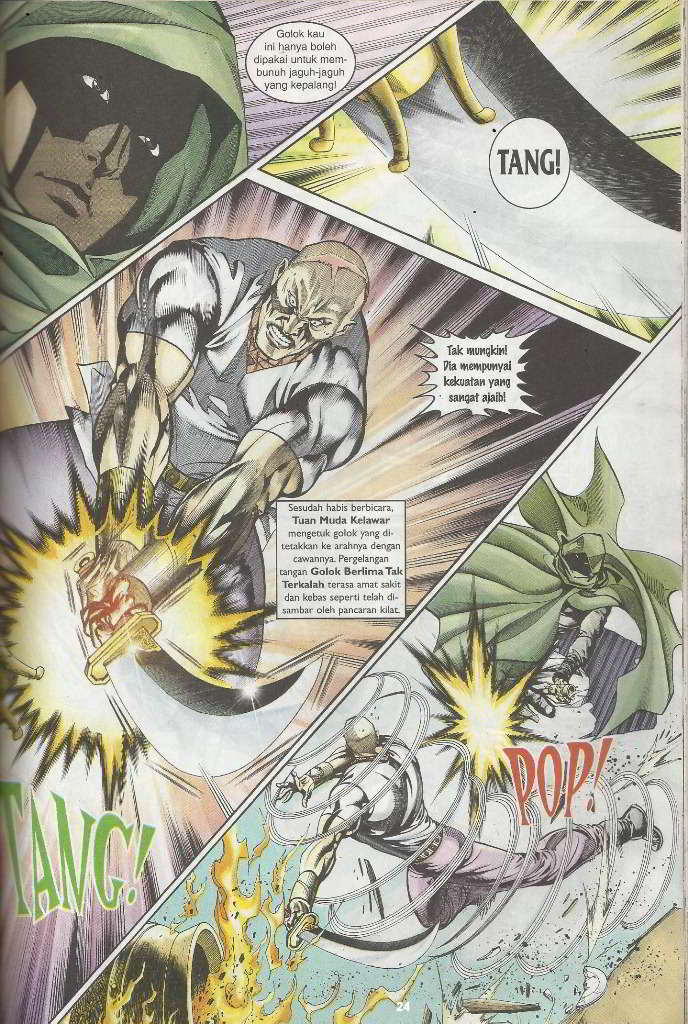 Golok kau
ini hanya boleh
dipakai untuk mem-
bunuh jaguh-jaguh
yang kepalang!
TANG!
Tak mungkin!
Dia mempunyai
kekuatan yang
sangat ajaib!
Sesudah habis berbicara,
Tuan Muda Kelawar
mengetuk golok yang di-
tetakkan ke arahnya dengan
cawannya. Pergelangan
tangan Golok Berlima Tak
Terkalah terasa amat sakit
dan kebas seperti telah di-
sambar oleh pancaran kilat.
TANG!
POP!
24